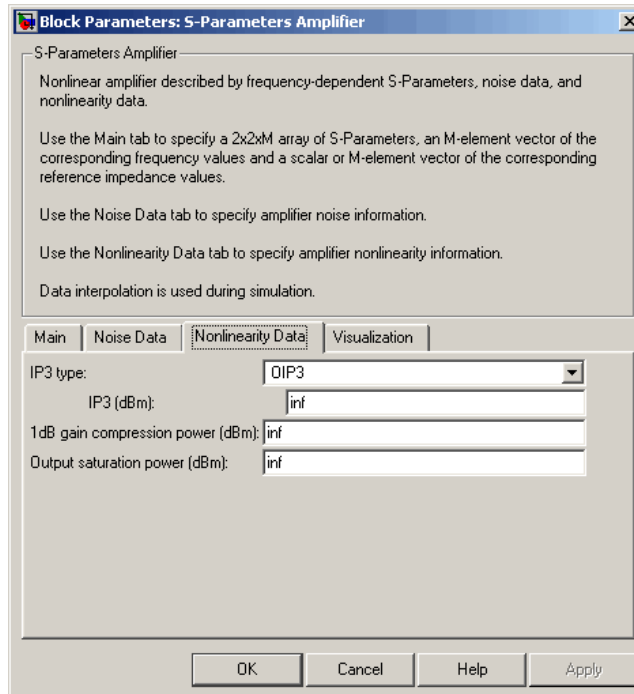 Block Parameters: S-Parameters Amplifier
S-Parameters Amplifier
Nonlinear amplifier described by frequency-dependent S-Parameters, noise data, and
nonlinearity data.
Use the Main tab to specify a 2x2xM array of S-Parameters, an M-element vector of the
corresponding frequency values and a scalar or M-element vector of the corresponding
reference impedance values.
Use the Noise Data tab to specify amplifier noise information.
Use the Nonlinearity Data tab to specify amplifier nonlinearity information.
Data interpolation is used during simulation.
Main Noise Data Nonlinearity Data Visualization
IP3 type: OIP3
IP3 (dBm): inf
1dB gain compression power (dBm): inf
Output saturation power (dBm): inf
OK Cancel Help Apply